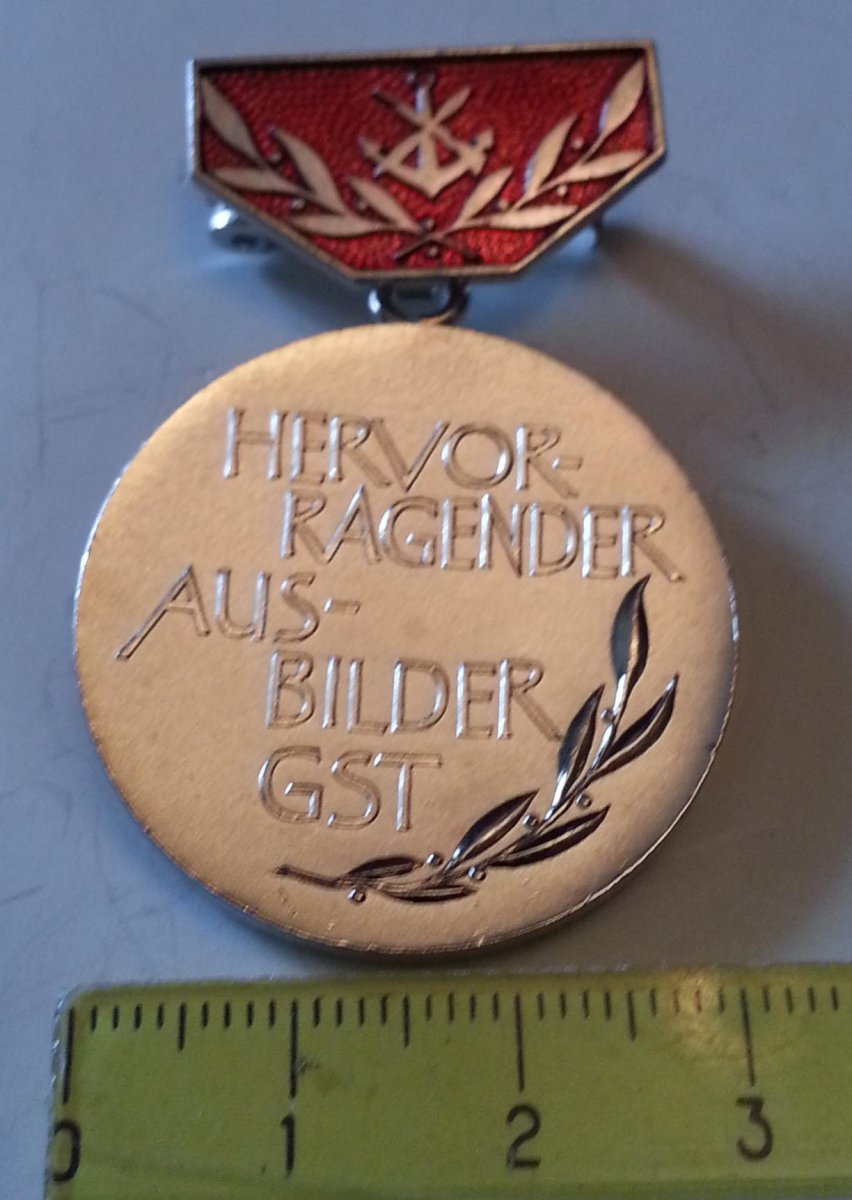 HERVOR-
RAGENDER
AUS-
BILDER
GST
0 1 2 3